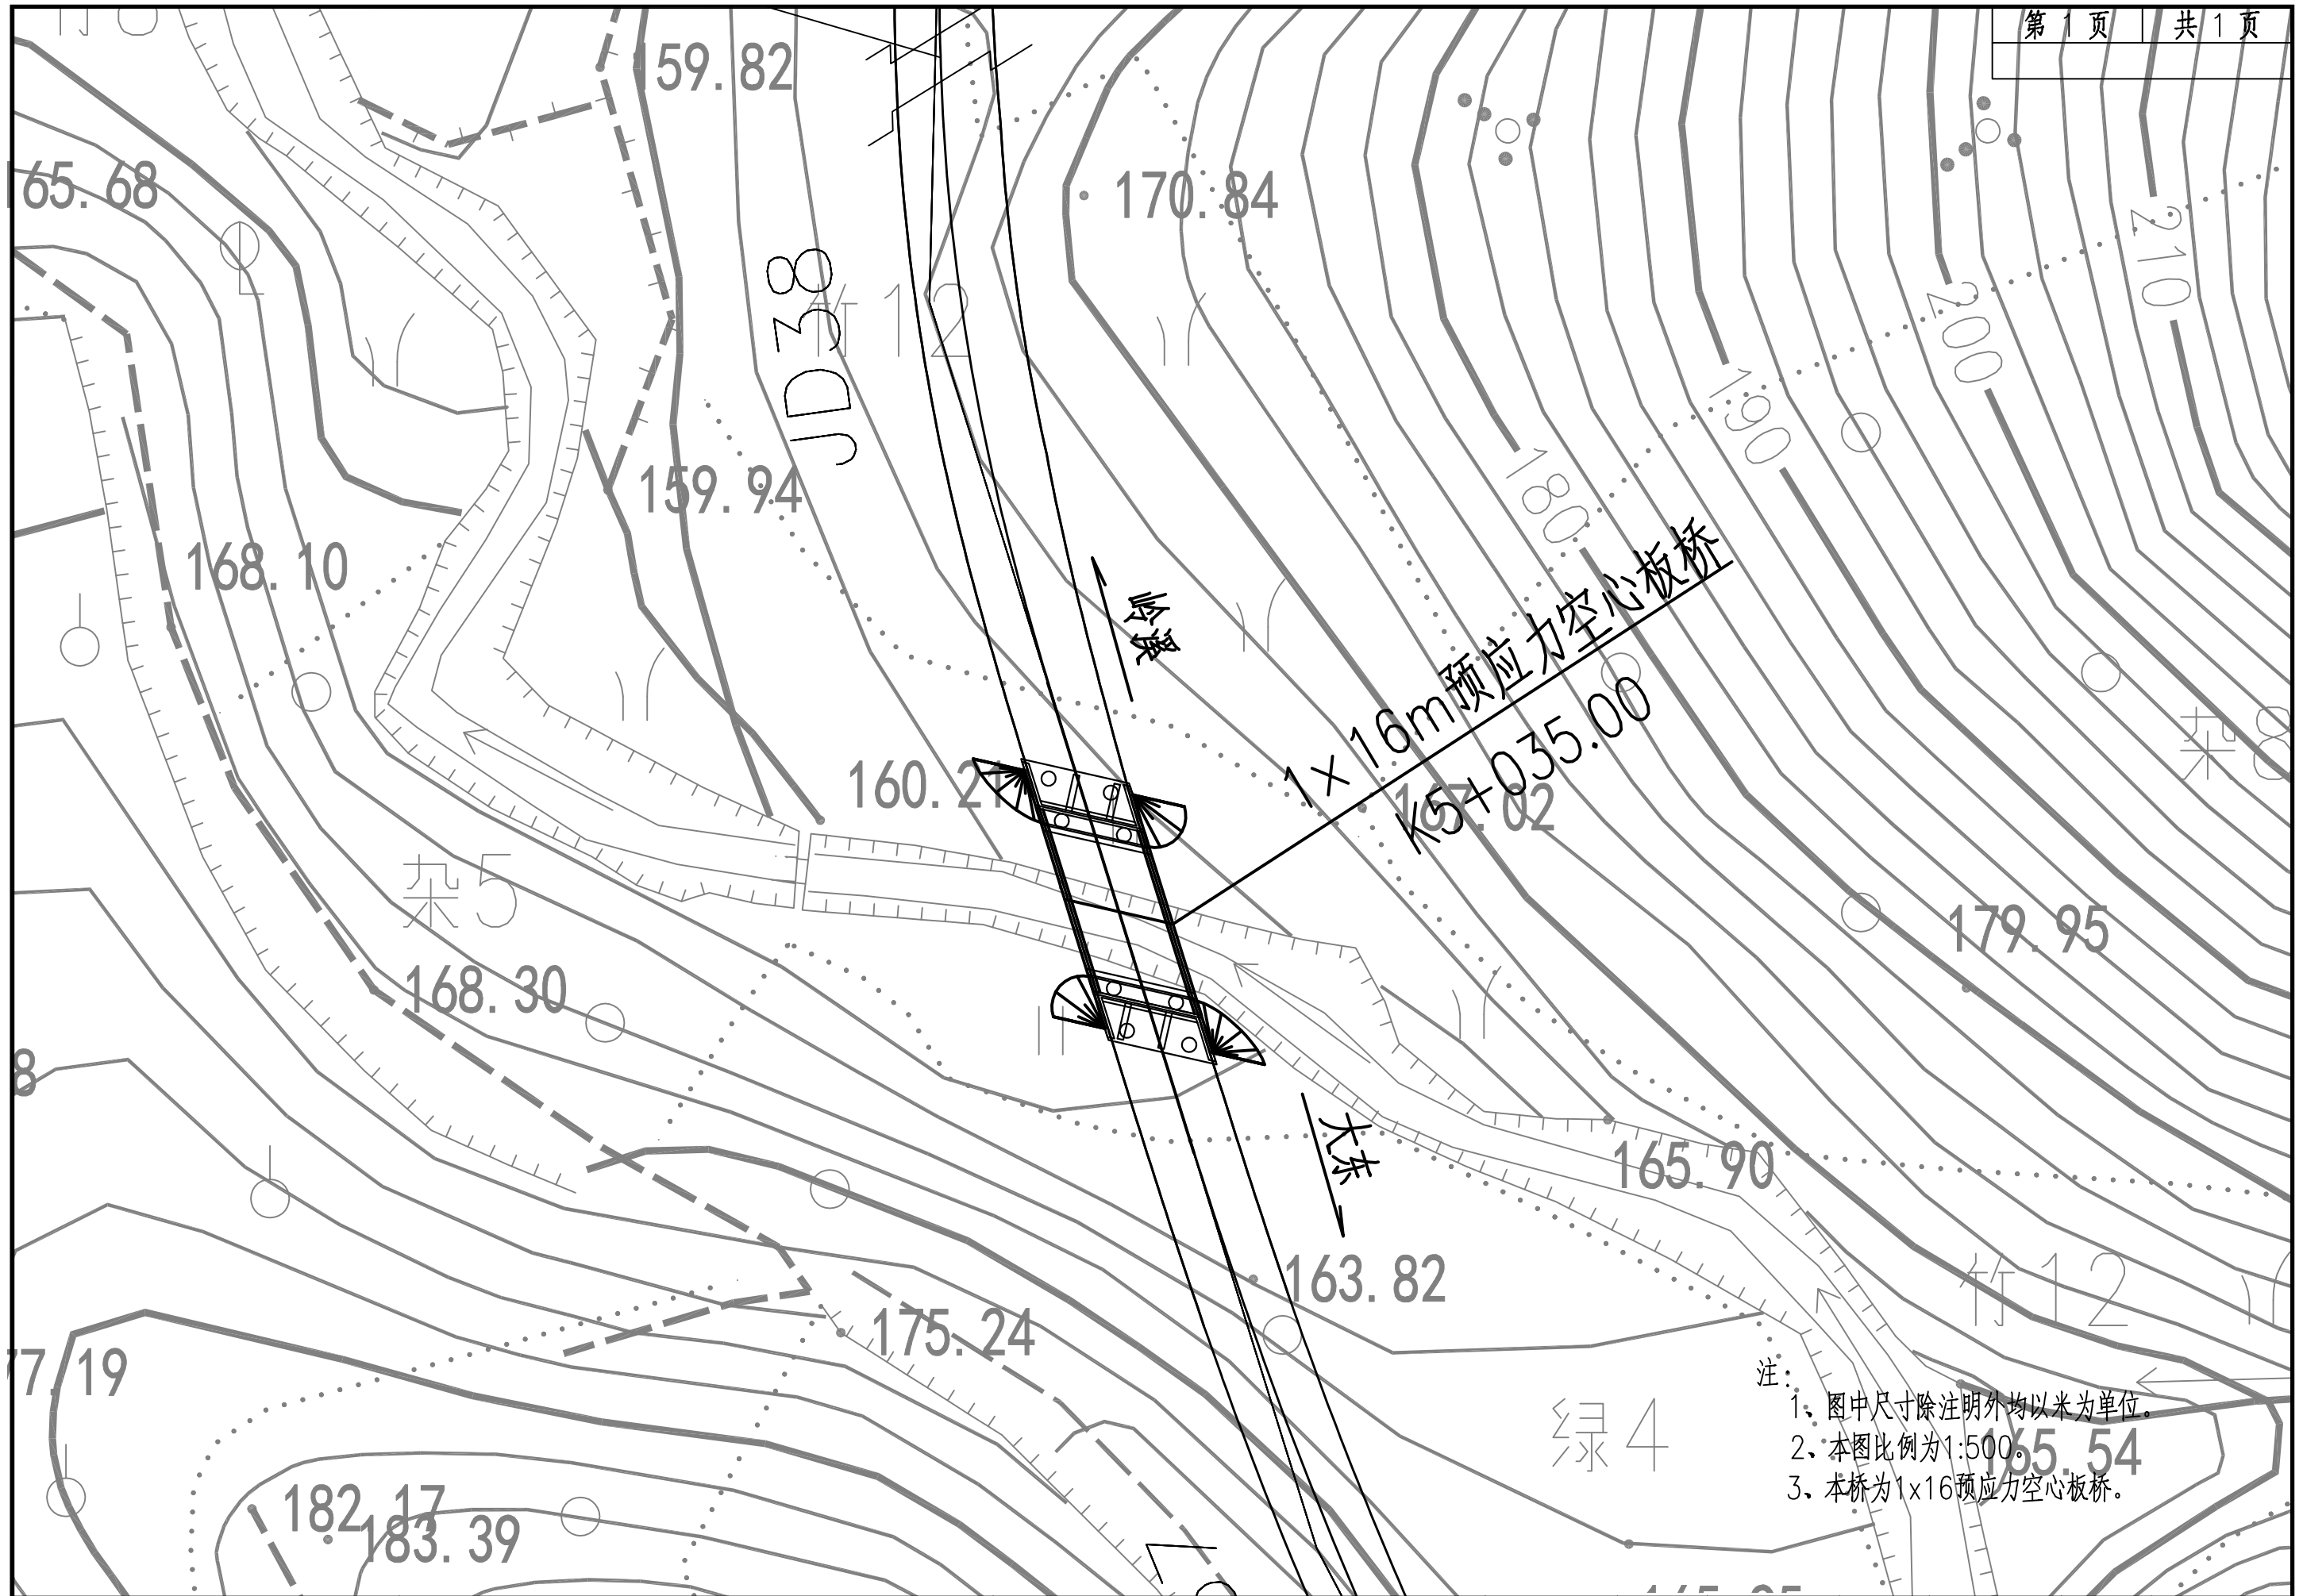 第 1 页 共 1 页
159.82
165.68
170.84
210
JD38
竹12
200
190
159.94
180
168.10
岭
1×16m预应力空心板桥
K5+035.00
杂8
160.21
167.02
杂5
179.95
168.30
8
大洋
165.90
163.82
竹12
175.24
77.19
注：
1、图中尺寸除注明外均以米为单位。
绿4
2、本图比例为1:500。
165.54
3、本桥为1x16预应力空心板桥。
182.17
183.39